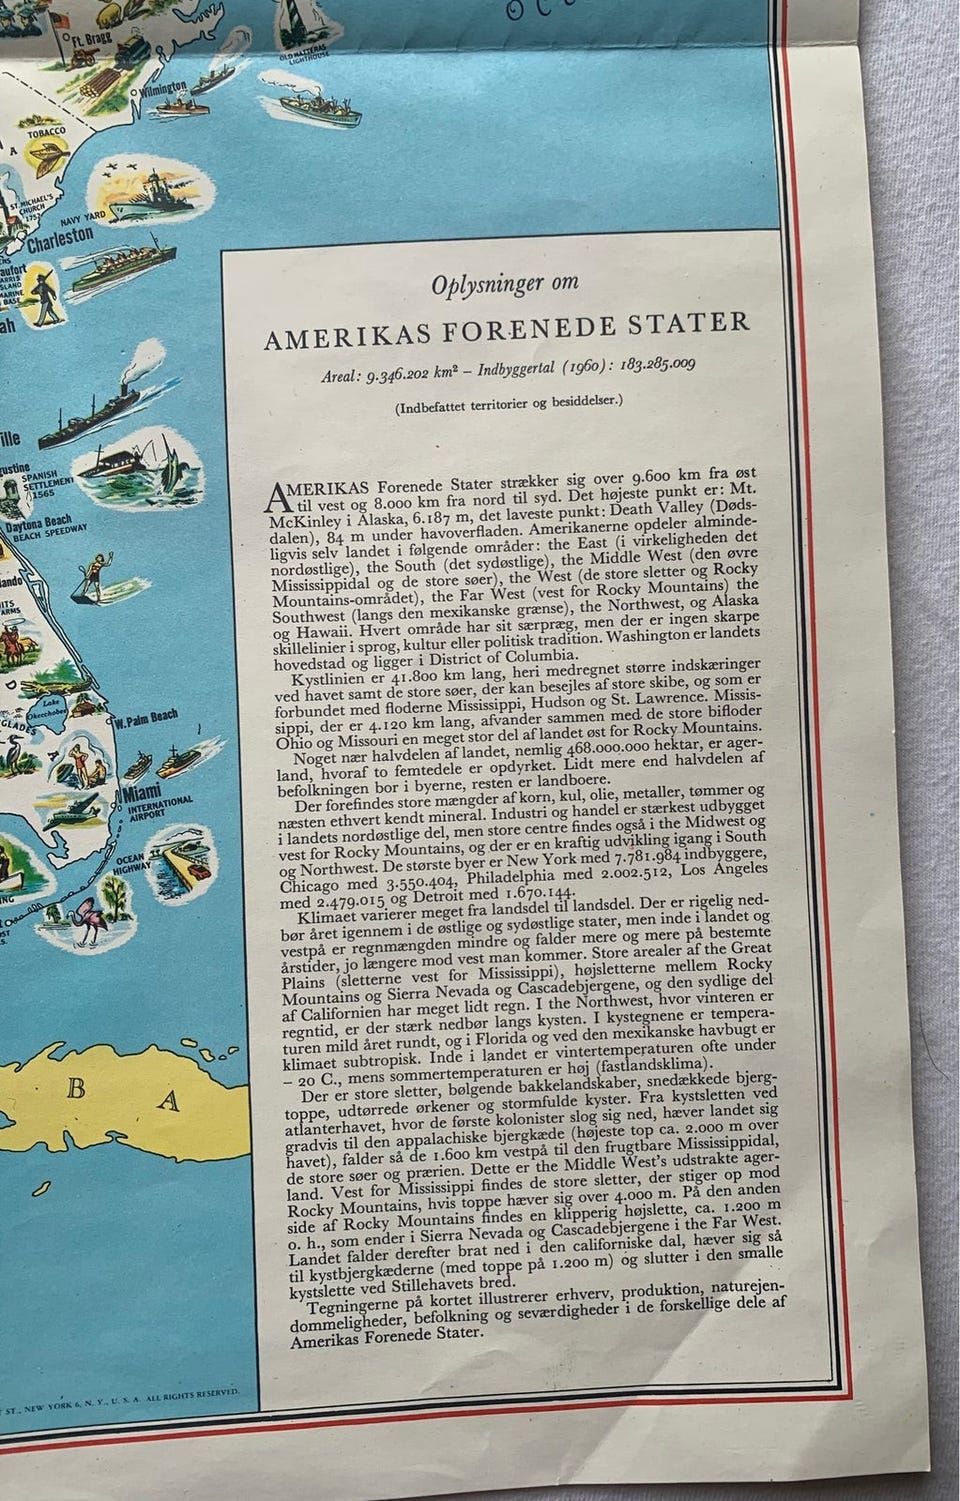 OC
Ft. Bragg
OLD HATTERAS
LIGHTHOUSE
Wilmington
A
TOBACCO
ST. MICHAEL'S
CHURCH
1752
NAVY YARD
Charleston
MARINE
BASE
SPANISH
SETTLEMENT
1565
Daytona Beach
BEACH SPEEDWAY
D
Lake
Okeechobee
W. Palm Beach
A
Miami
INTERNATIONAL
AIRPORT
OCEAN
HIGHWAY
B A
ST., NEW YORK 6, N. Y., U. S. A. ALL RIGHTS RESERVED.
Oplysninger om
AMERIKAS FORENEDE STATER
Areal: 9.346.202 km² – Indbyggertal (1960): 183.285.009
(Indbefattet territorier og besiddelser.)
AMERIKAS Forenede Stater strækker sig over 9.600 km fra øst
til vest og 8.000 km fra nord til syd. Det højeste punkt er: Mt.
McKinley i Alaska, 6.187 m, det laveste punkt: Death Valley (Døds-
dalen), 84 m under havoverfladen. Amerikanerne opdeler alminde-
ligvis selv landet i følgende områder: the East (i virkeligheden det
nordøstlige), the South (det sydøstlige), the Middle West (den øvre
Mississippidal og de store søer), the West (de store sletter og Rocky
Mountains-området), the Far West (vest for Rocky Mountains) the
Southwest (langs den mexikanske grænse), the Northwest, og Alaska
og Hawaii. Hvert område har sit særpræg, men der er ingen skarpe
skillelinier i sprog, kultur eller politisk tradition. Washington er landets
hovedstad og ligger i District of Columbia.
Kystlinien er 41.800 km lang, heri medregnet større indskæringer
ved havet samt de store søer, der kan besejles af store skibe, og som er
forbundet med floderne Mississippi, Hudson og St. Lawrence. Missis-
sippi, der er 4.120 km lang, afvander sammen med de store bifloder
Ohio og Missouri en meget stor del af landet øst for Rocky Mountains.
Noget nær halvdelen af landet, nemlig 468.000.000 hektar, er ager-
land, hvoraf to femtedele er opdyrket. Lidt mere end halvdelen af
befolkningen bor i byerne, resten er landboere.
Der forefindes store mængder af korn, kul, olie, metaller, tømmer og
næsten ethvert kendt mineral. Industri og handel er stærkest udbygget
i landets nordøstlige del, men store centre findes også i the Midwest og
vest for Rocky Mountains, og der er en kraftig udvikling igang i South
og Northwest. De største byer er New York med 7.781.984 indbyggere,
Chicago med 3.550.404, Philadelphia med 2.002.512, Los Angeles
med 2.479.015 og Detroit med 1.670.144.
Klimaet varierer meget fra landsdel til landsdel. Der er rigelig ned-
bør året igennem i de østlige og sydøstlige stater, men inde i landet og
vestpå er regnmængden mindre og falder mere og mere på bestemte
årstider, jo længere mod vest man kommer. Store arealer af the Great
Plains (sletterne vest for Mississippi), højsletterne mellem Rocky
Mountains og Sierra Nevada og Cascadebjergene, og den sydlige del
af Californien har meget lidt regn. I the Northwest, hvor vinteren er
regntid, er der stærk nedbør langs kysten. I kystegnene er tempera-
turen mild året rundt, og i Florida og ved den mexikanske havbugt er
klimaet subtropisk. Inde i landet er vintertemperaturen ofte under
– 20 C., mens sommertemperaturen er høj (fastlandsklima).
Der er store sletter, bølgende bakkelandskaber, snedækkede bjerg-
toppe, udtørrede ørkener og stormfulde kyster. Fra kystsletten ved
atlanterhavet, hvor de første kolonister slog sig ned, hæver landet sig
gradvis til den appalachiske bjergkæde (højeste top ca. 2.000 m over
havet), falder så de 1.600 km vestpå til den frugtbare Mississippidal,
de store søer og prærien. Dette er the Middle West's udstrakte ager-
land. Vest for Mississippi findes de store sletter, der stiger op mod
Rocky Mountains, hvis toppe hæver sig over 4.000 m. På den anden
side af Rocky Mountains findes en klipperig højslette, ca. 1.200 m
o. h., som ender i Sierra Nevada og Cascadebjergene i the Far West.
Landet falder derefter brat ned i den californiske dal, hæver sig så
til kystbjergkæderne (med toppe på 1.200 m) og slutter i den smalle
kystslette ved Stillehavets bred.
Tegningerne på kortet illustrerer erhverv, produktion, naturejen-
dommeligheder, befolkning og seværdigheder i de forskellige dele af
Amerikas Forenede Stater.